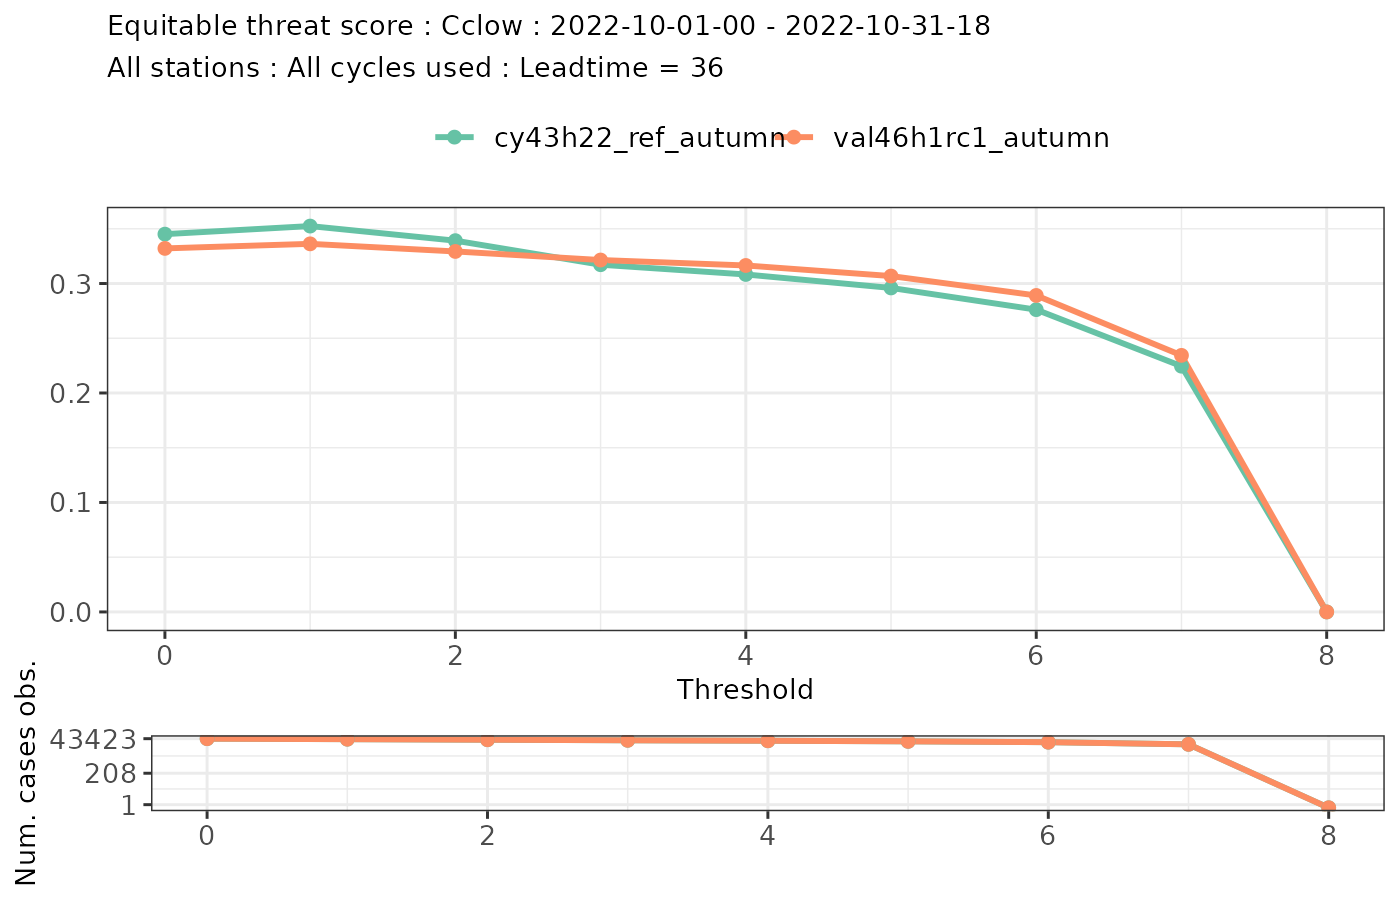 Equitable threat score : Cclow : 2022-10-01-00 - 2022-10-31-18
All stations : All cycles used : Leadtime = 36
cy43h22_ref_autumn val46h1rc1_autumn
0.3
0.2
0.1
0.0
0 2 4 6 8
Threshold
Num. cases obs.
43423
208
1
0 2 4 6 8